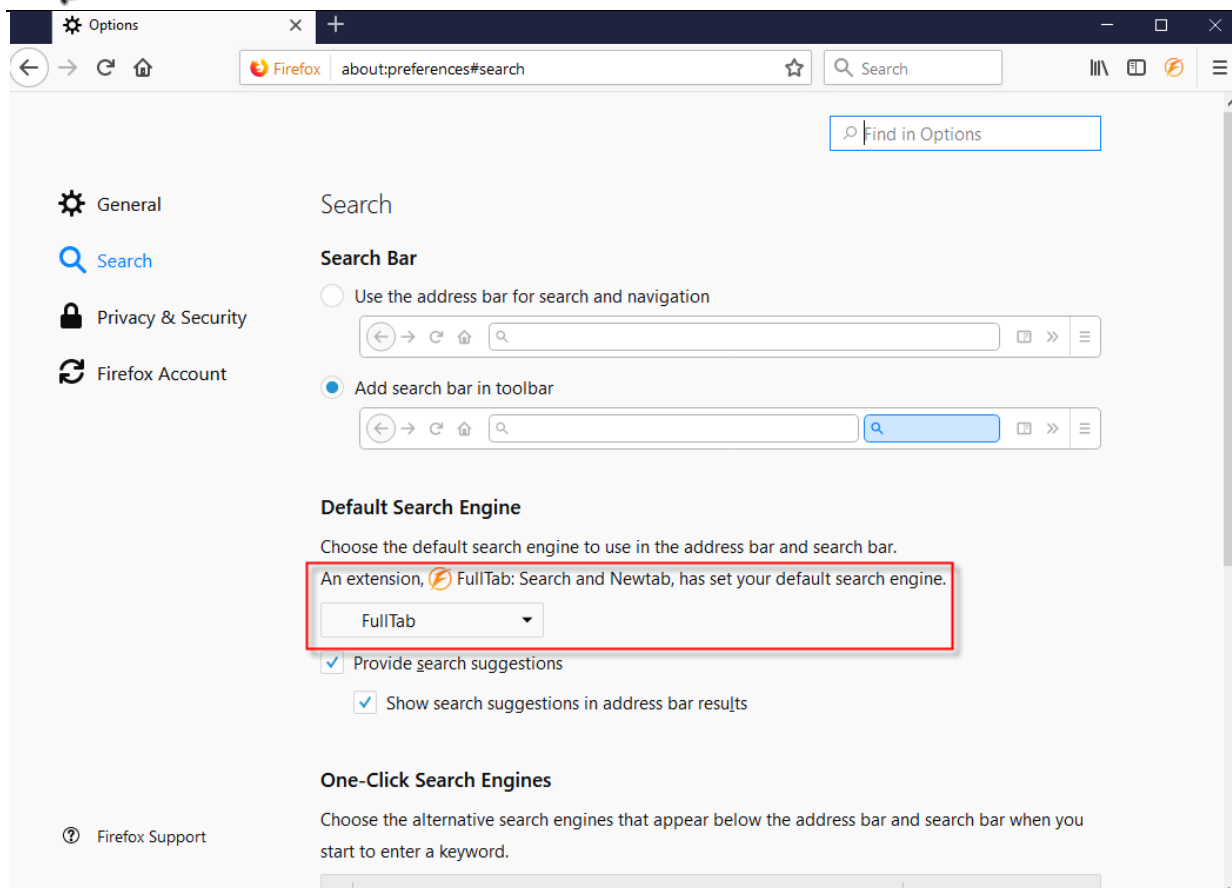 Options
Firefox about:preferences#search
Search
Find in Options
General
Search
Privacy & Security
Firefox Account
Firefox Support
Search
Search Bar
Use the address bar for search and navigation
Add search bar in toolbar
Default Search Engine
Choose the default search engine to use in the address bar and search bar.
An extension, FullTab: Search and Newtab, has set your default search engine.
FullTab
Provide search suggestions
Show search suggestions in address bar results
One-Click Search Engines
Choose the alternative search engines that appear below the address bar and search bar when you
start to enter a keyword.